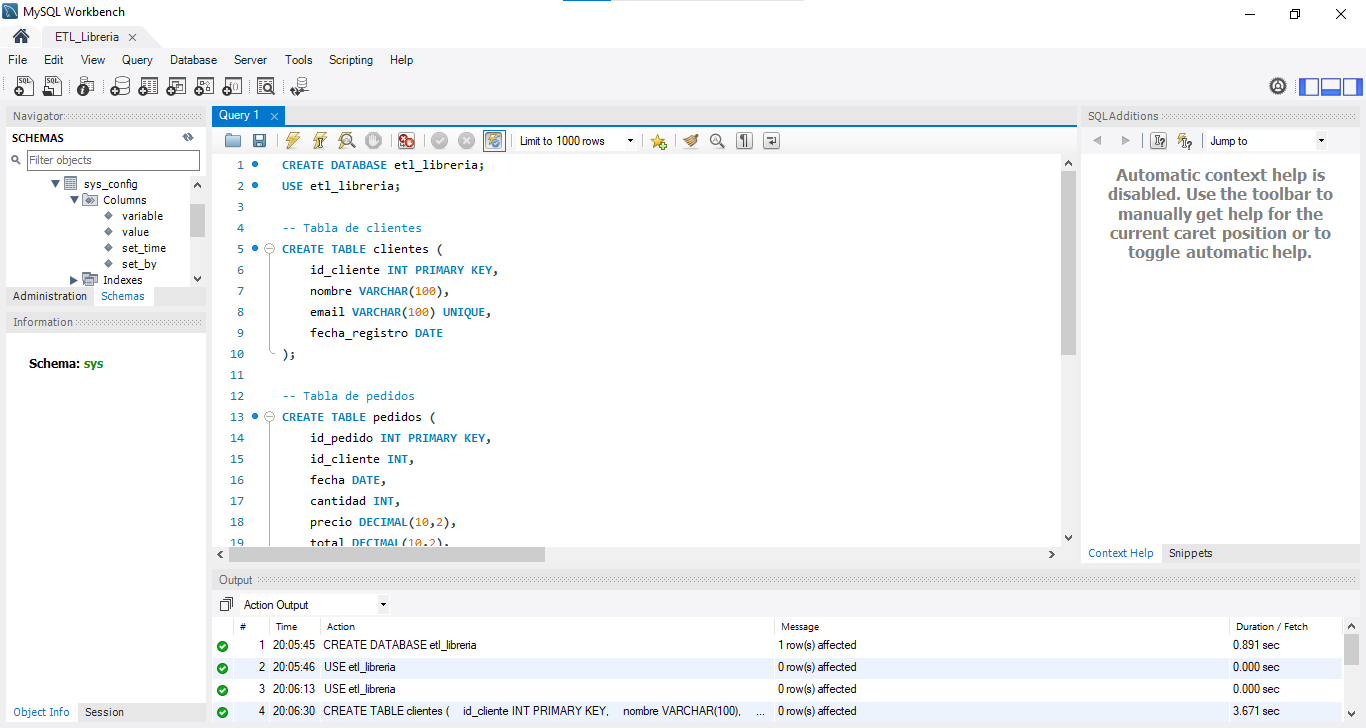 MySQL Workbench
ETL_Libreria
File Edit View Query Database Server Tools Scripting Help
Navigator
SCHEMAS
Filter objects
sys_config
Columns
variable
value
set_time
set_by
Indexes
Administration Schemas
Information
Schema: sys
Object Info Session
Query 1
Limit to 1000 rows
1 CREATE DATABASE etl_libreria;
2 USE etl_libreria;
3
4 -- Tabla de clientes
5 CREATE TABLE clientes (
6 id_cliente INT PRIMARY KEY,
7 nombre VARCHAR(100),
8 email VARCHAR(100) UNIQUE,
9 fecha_registro DATE
10 );
11
12 -- Tabla de pedidos
13 CREATE TABLE pedidos (
14 id_pedido INT PRIMARY KEY,
15 id_cliente INT,
16 fecha DATE,
17 cantidad INT,
18 precio DECIMAL(10,2),
19 total DECIMAL(10,2),
SQLAdditions
Jump to
Automatic context help is
disabled. Use the toolbar to
manually get help for the
current caret position or to
toggle automatic help.
Context Help Snippets
Output
Action Output
# Time Action Message Duration / Fetch
1 20:05:45 CREATE DATABASE etl_libreria 1 row(s) affected 0.891 sec
2 20:05:46 USE etl_libreria 0 row(s) affected 0.000 sec
3 20:06:13 USE etl_libreria 0 row(s) affected 0.000 sec
4 20:06:30 CREATE TABLE clientes ( id_cliente INT PRIMARY KEY, nombre VARCHAR(100), ... 0 row(s) affected 3.671 sec